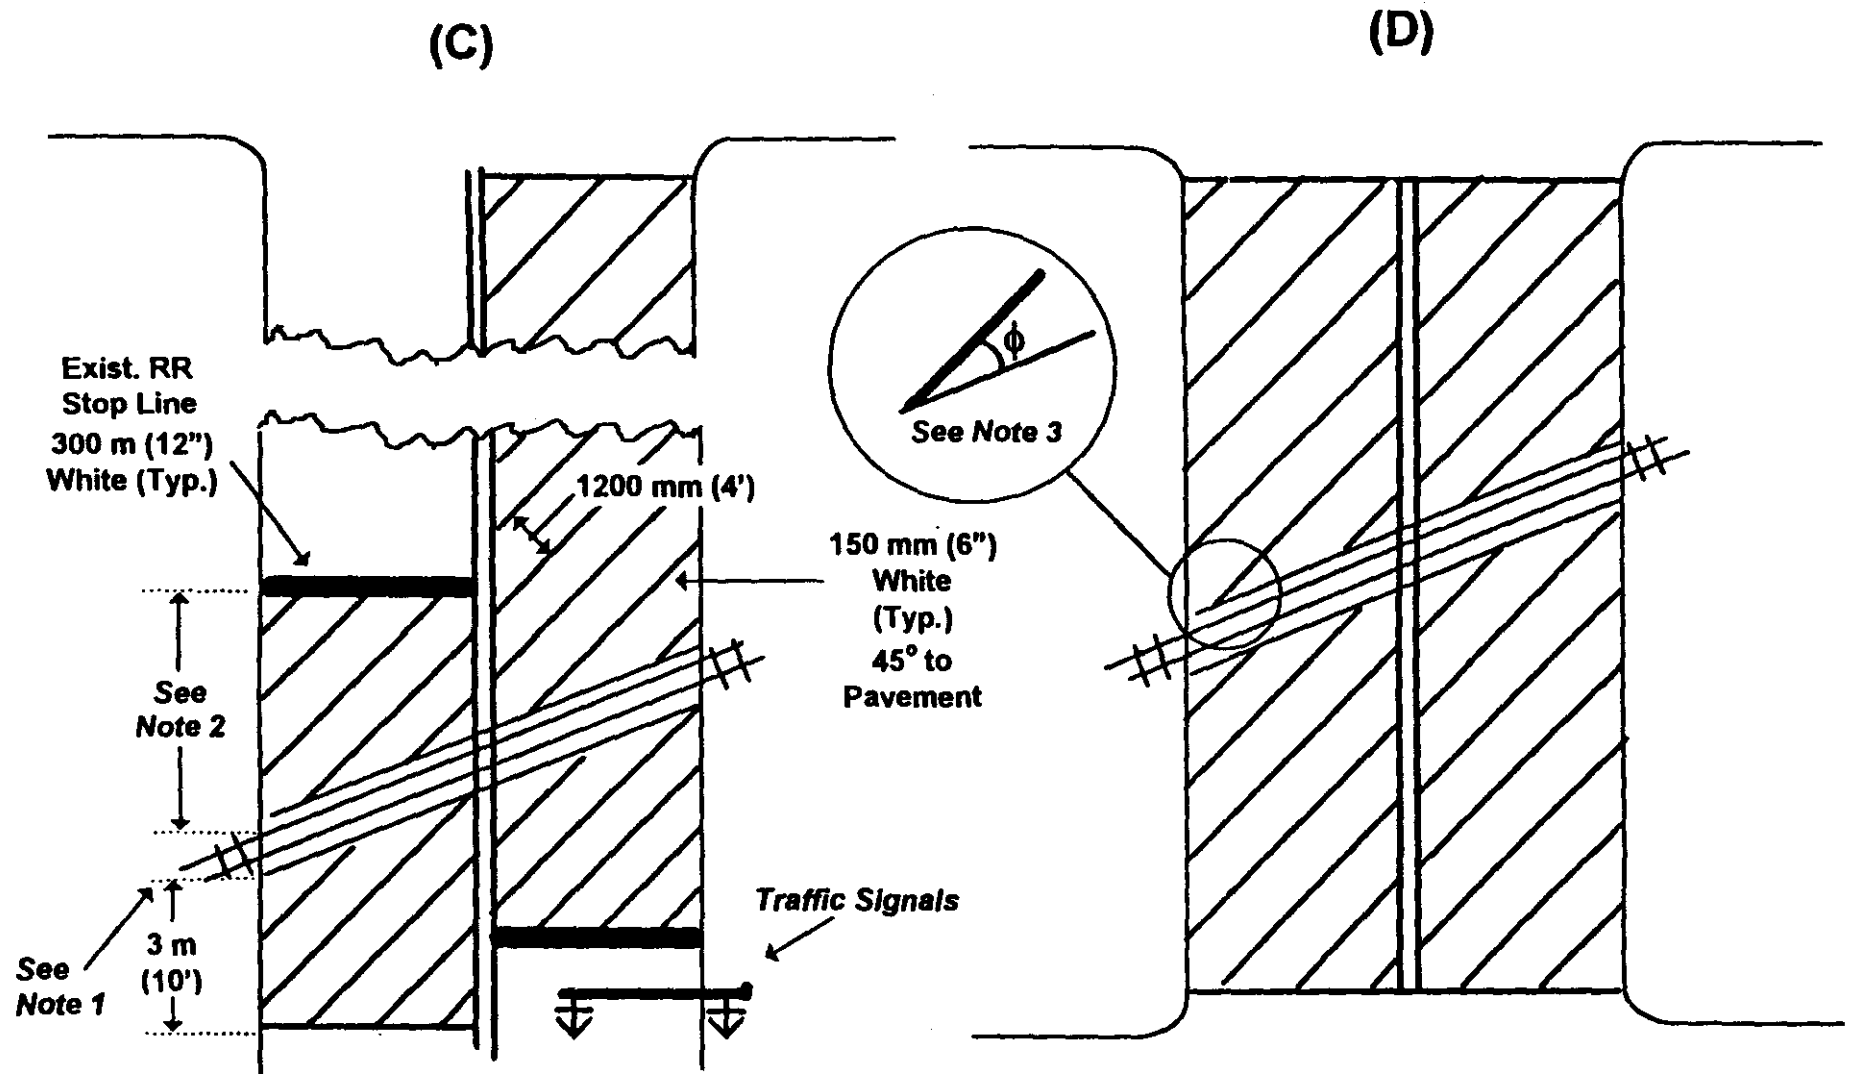 (C)
(D)
Exist. RR
Stop Line
300 m (12")
White (Typ.)
1200 mm (4')
ϕ
See Note 3
150 mm (6")
White
(Typ.)
45° to
Pavement
See
Note 2
Traffic Signals
3 m
(10')
See
Note 1